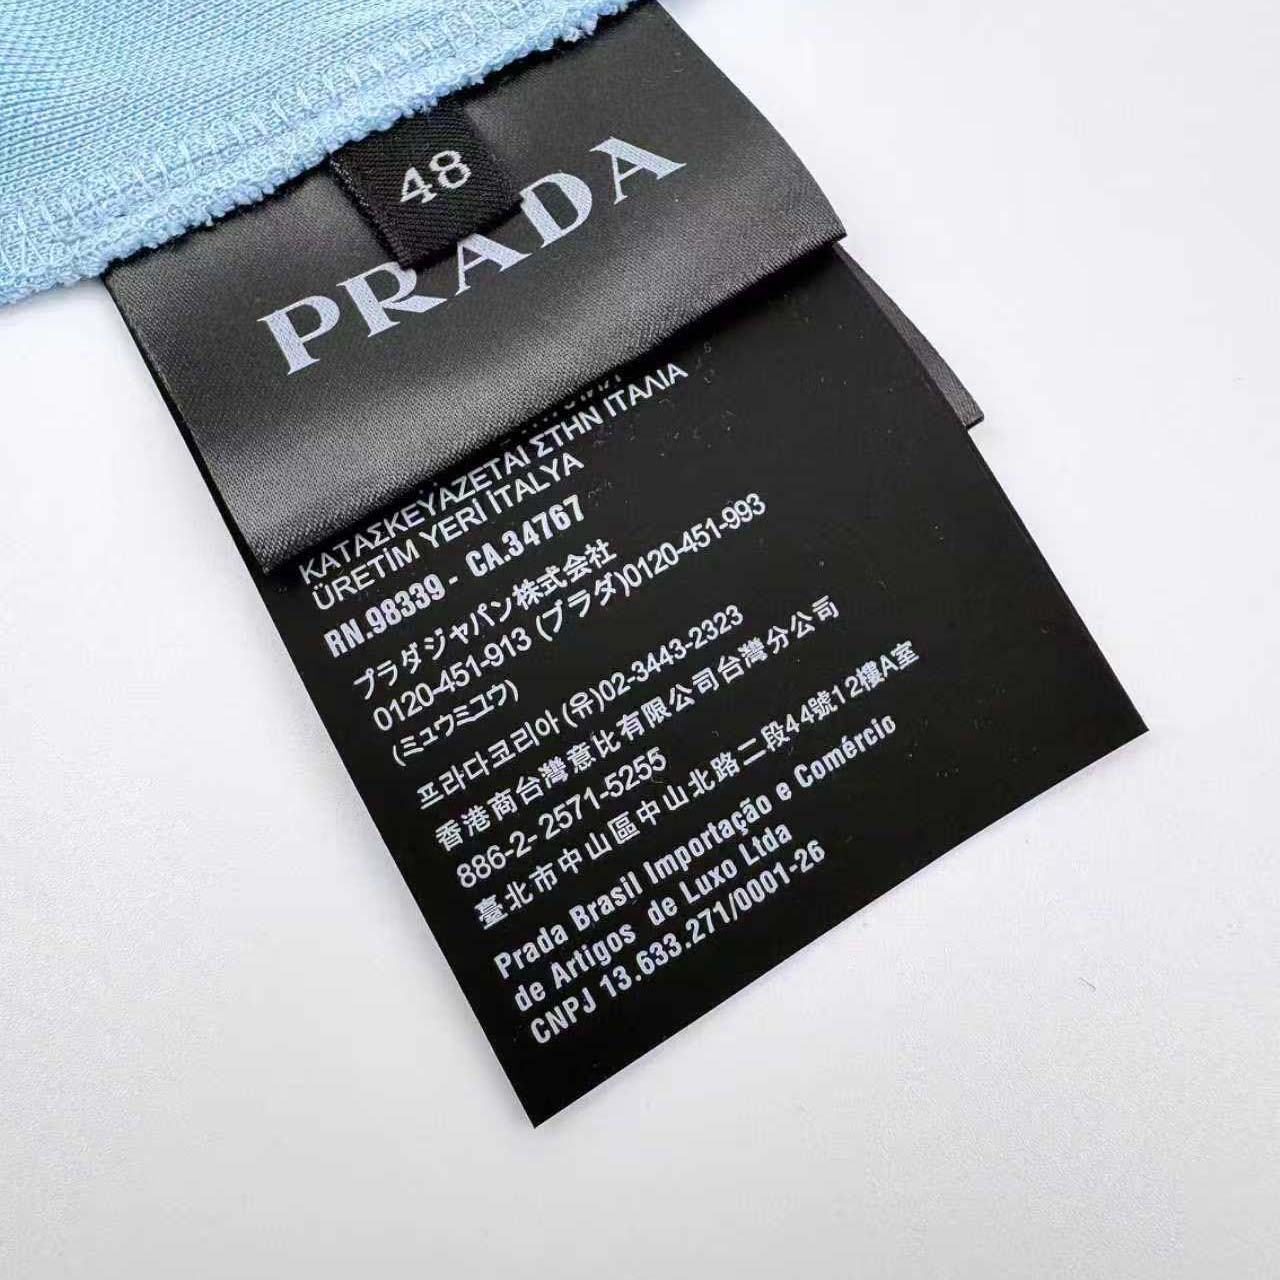 48
PRADA
ΚΑΤΑΣΚΕΥΑΖΕΤΑΙ ΣΤΗΝ ΙΤΑΛΙΑ
ÜRETİM YERİ İTALYA
RN.98339 - CA.34767
プラダジャパン株式会社
0120-451-913 (プラダ)0120-451-993
(ミュウミュウ)
프라다코리아 (유)02-3443-2323
香港商台灣意比有限公司台灣分公司
886-2- 2571-5255
臺北市中山區中山北路二段44號12樓A室
Prada Brasil Importação e Comércio
de Artigos de Luxo Ltda
CNPJ 13.633.271/0001-26